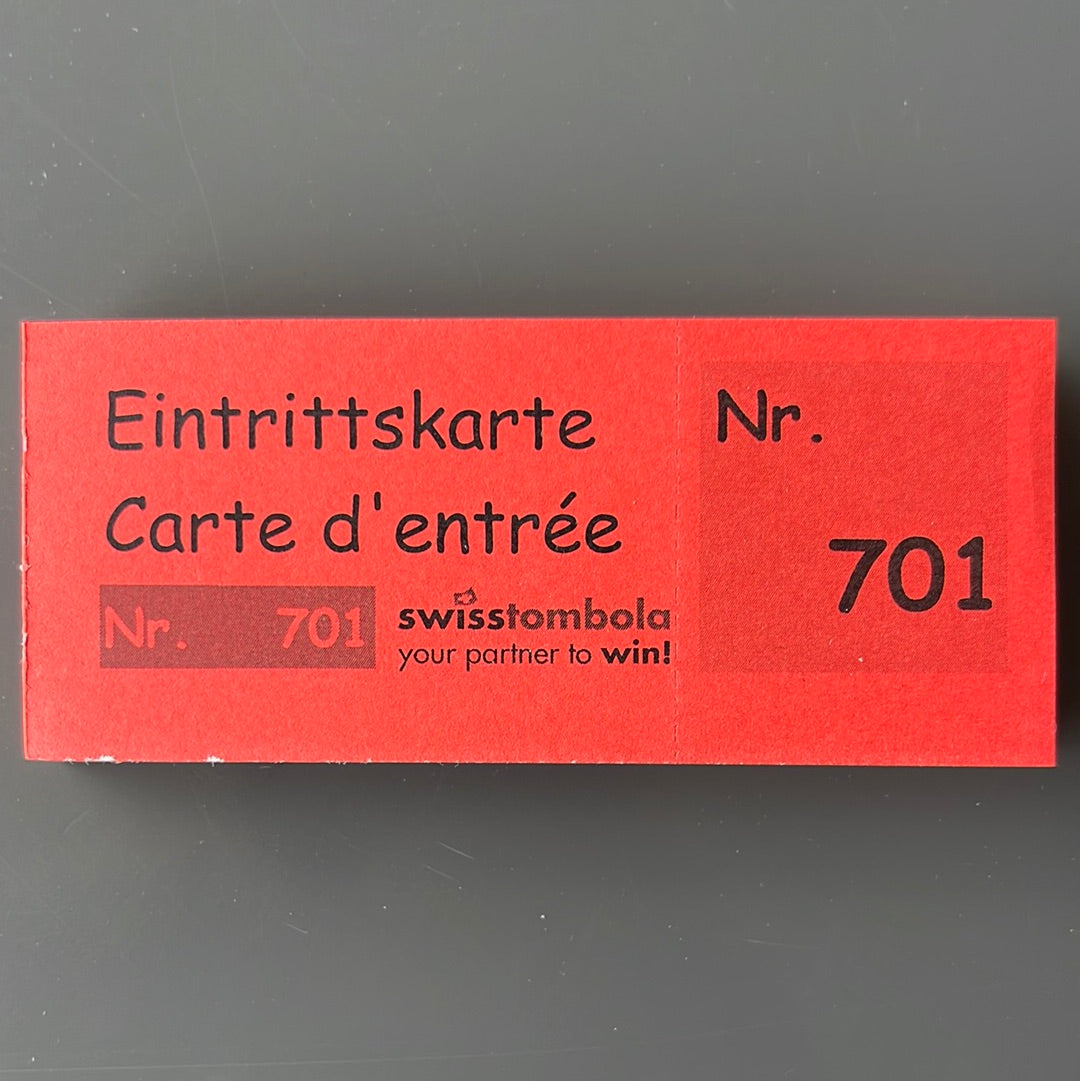 Eintrittskarte
Carte d'entrée
Nr. 701
swisstombola
your partner to win!
Nr.
701